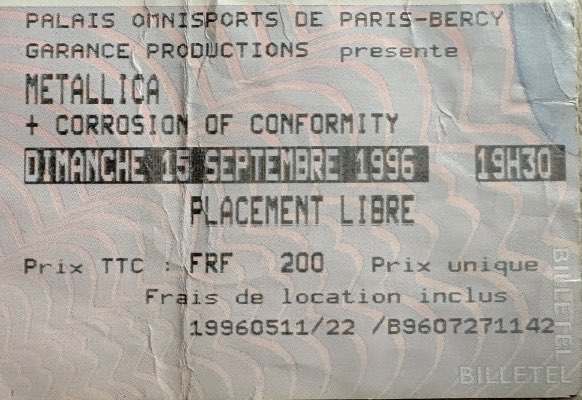 PALAIS OMNISPORTS DE PARIS-BERCY
GARANCE PRODUCTIONS presente
METALLICA
+ CORROSION OF CONFORMITY
DIMANCHE 15 SEPTEMBRE 1996 19H30
PLACEMENT LIBRE
Prix TTC : FRF 200 Prix unique
Frais de location inclus
19960511/22 /B9607271142
BILLETEL
BILLETEL